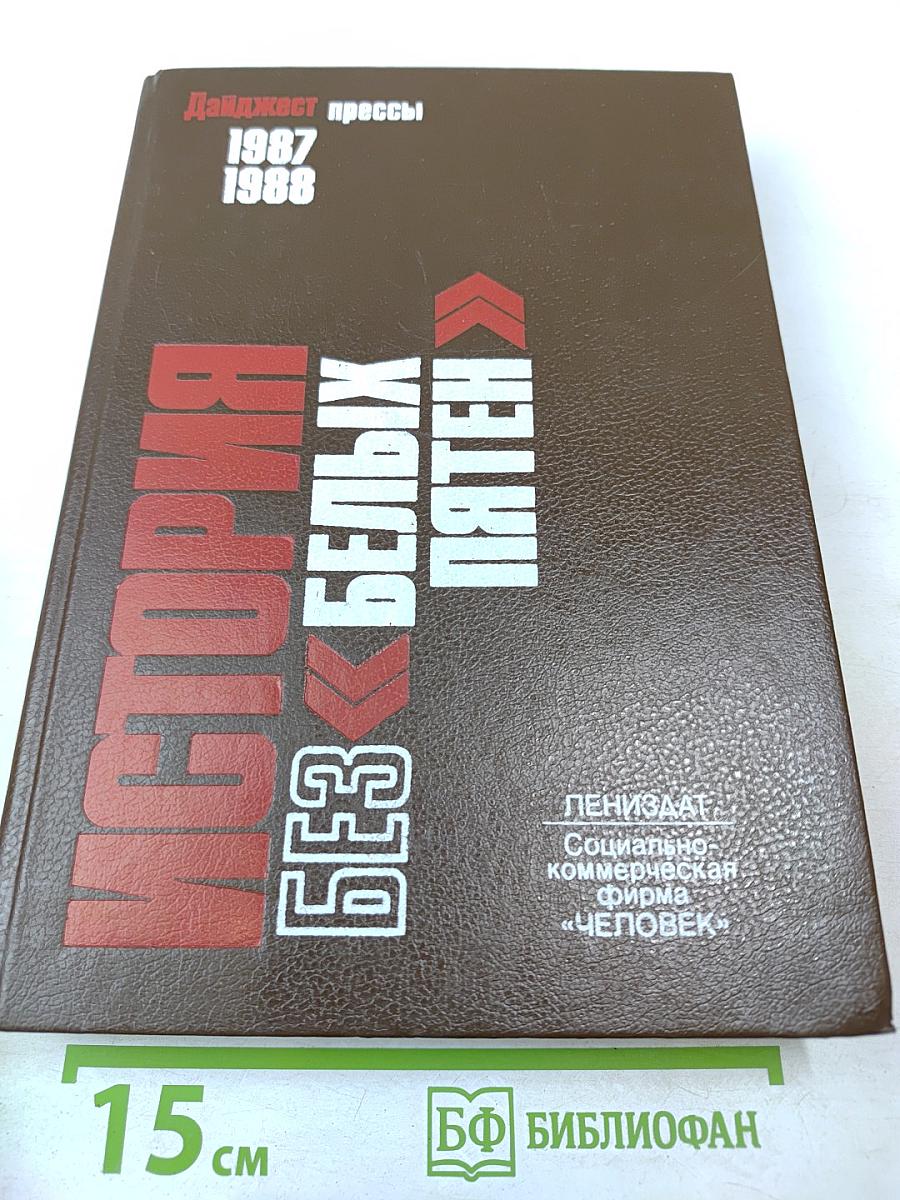 Дайджест прессы
1987
1988
ИСТОРИЯ
БЕЗ «БЕЛЫХ
ПЯТЕН»
ЛЕНИЗДАТ
Социально-
коммерческая
фирма
«ЧЕЛОВЕК»
15 см
БФ БИБЛИОФАН